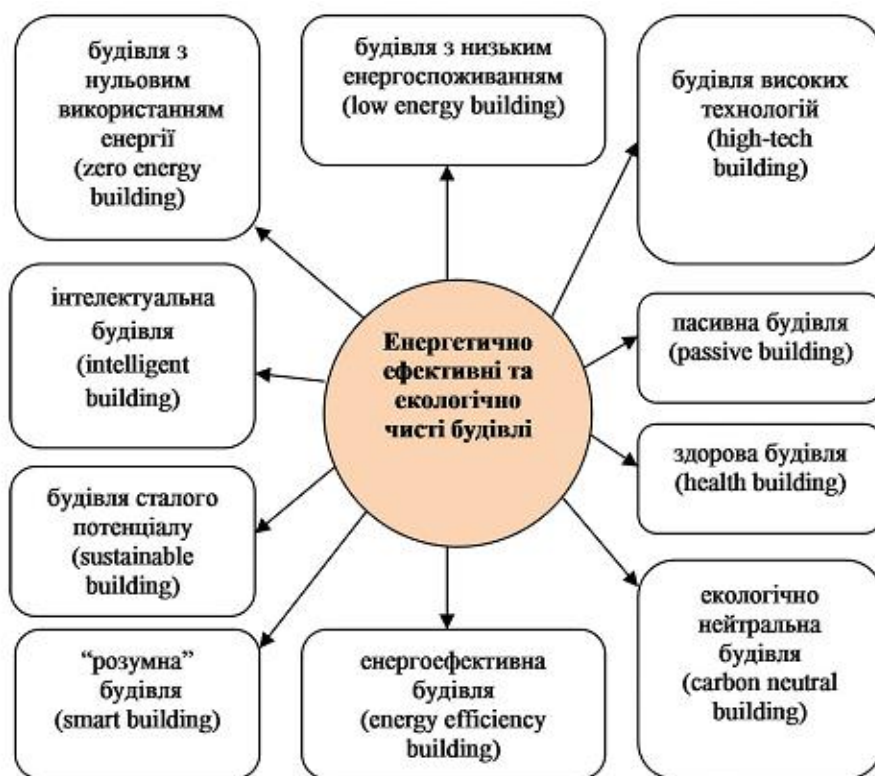 будівля з
нульовим
використанням
енергії
(zero energy
building)
будівля з низьким
енергоспоживанням
(low energy building)
будівля високих
технологій
(high-tech
building)
інтелектуальна
будівля
(intelligent
building)
Енергетично
ефективні та
екологічно
чисті будівлі
пасивна будівля
(passive building)
здорова будівля
(health building)
будівля сталого
потенціалу
(sustainable
building)
екологічно
нейтральна
будівля
(carbon neutral
building)
“розумна”
будівля
(smart building)
енергоефективна
будівля
(energy efficiency
building)